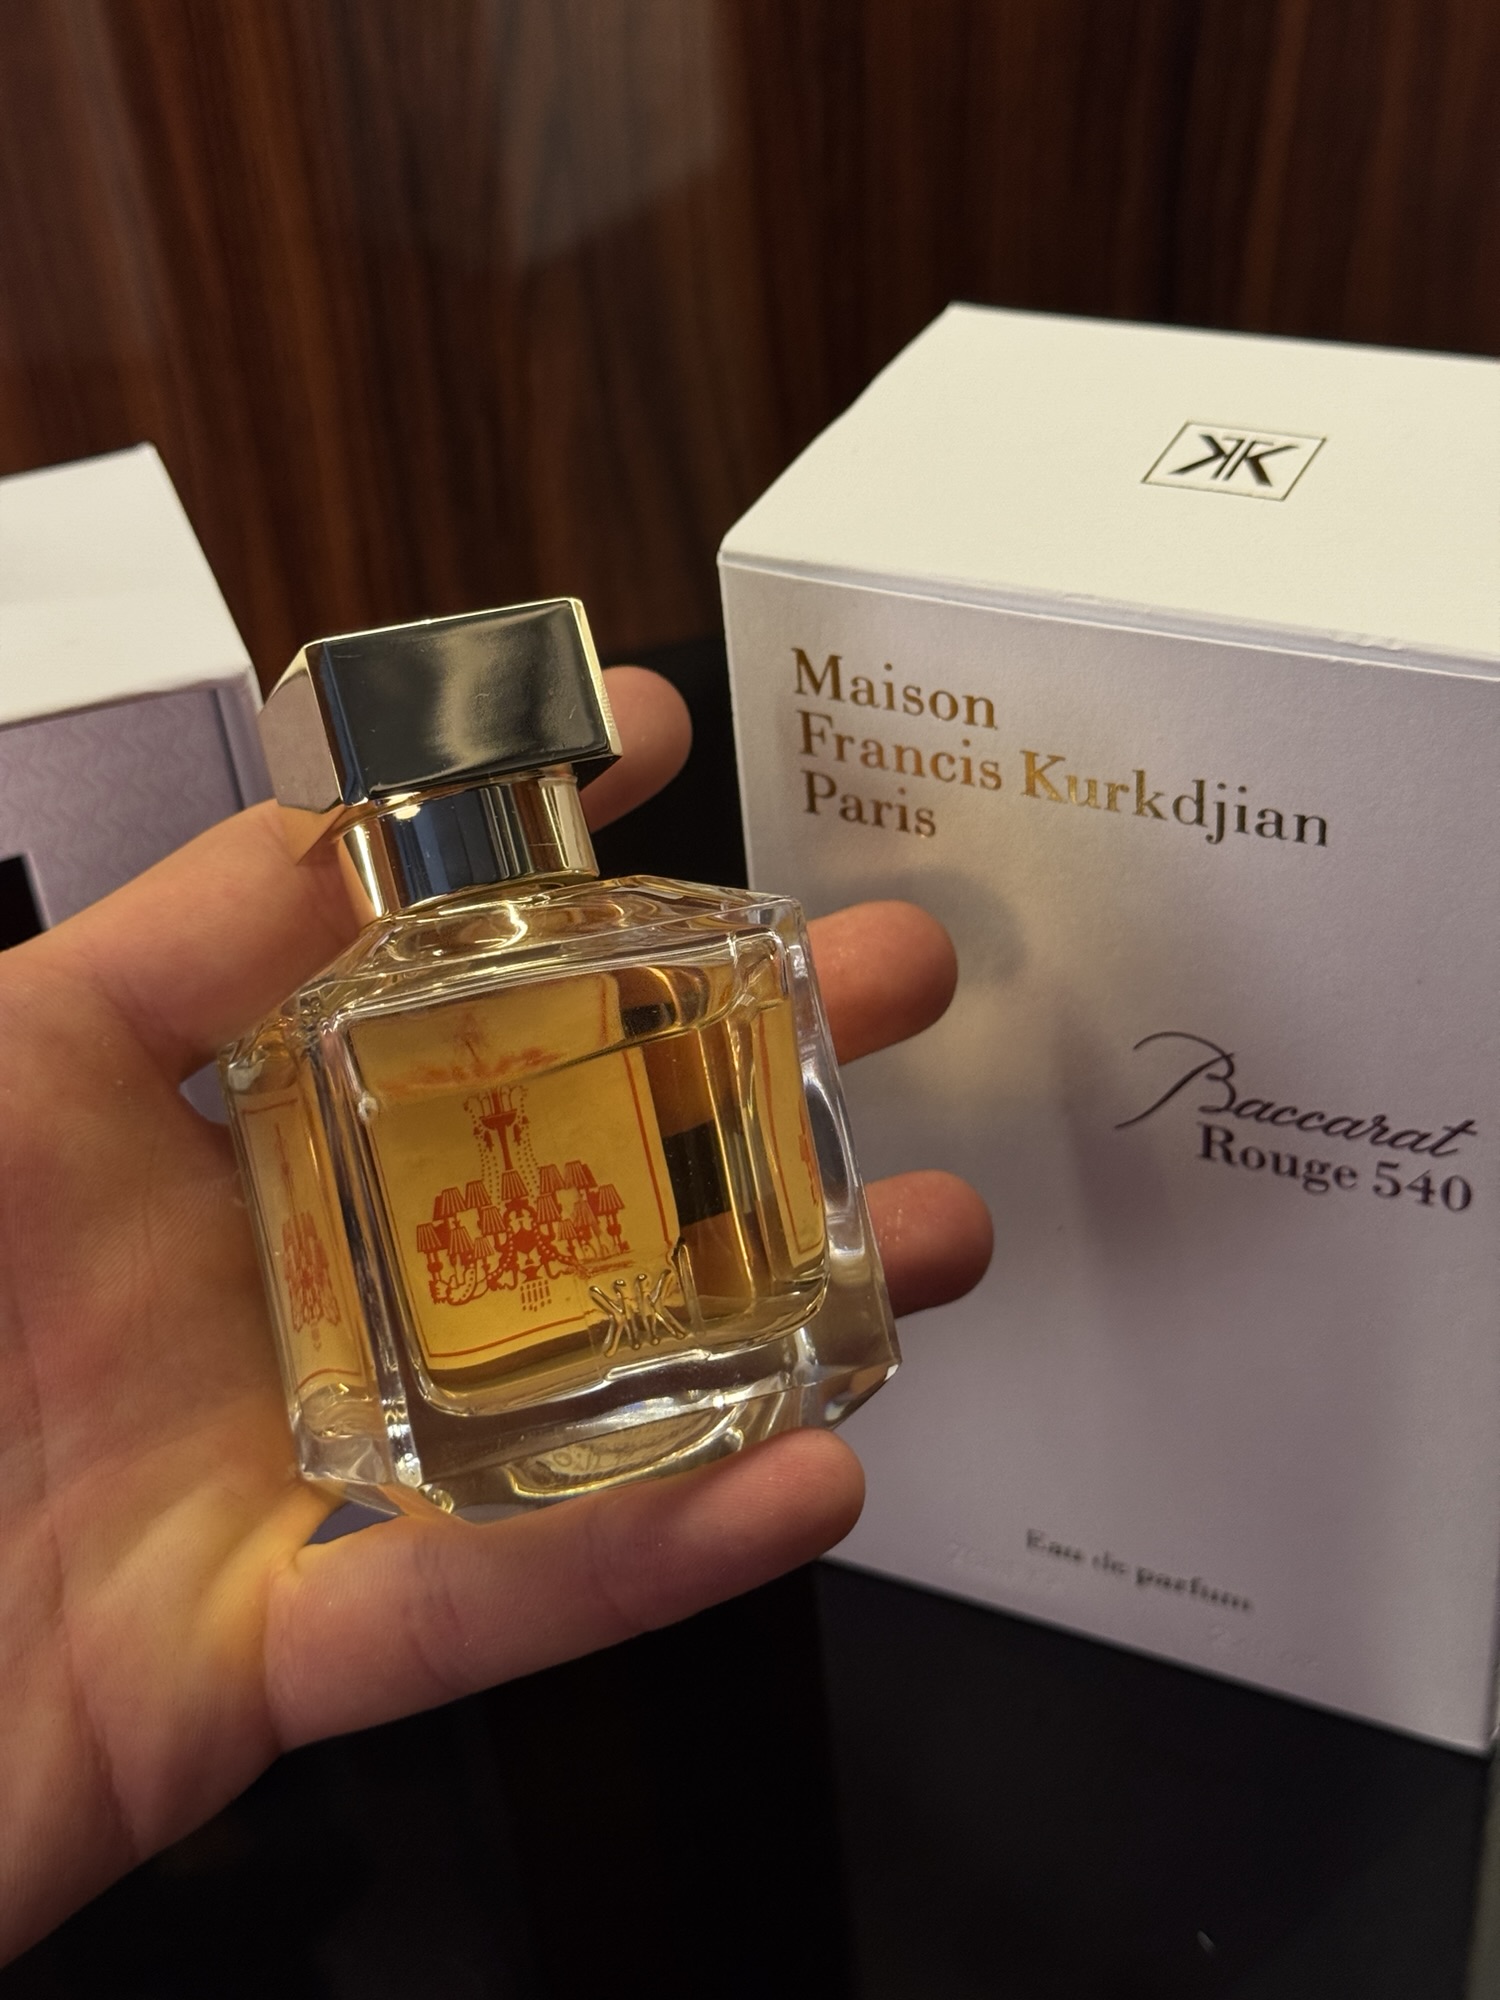 Maison
Francis Kurkdjian
Paris
Baccarat
Rouge 540
Eau de parfum